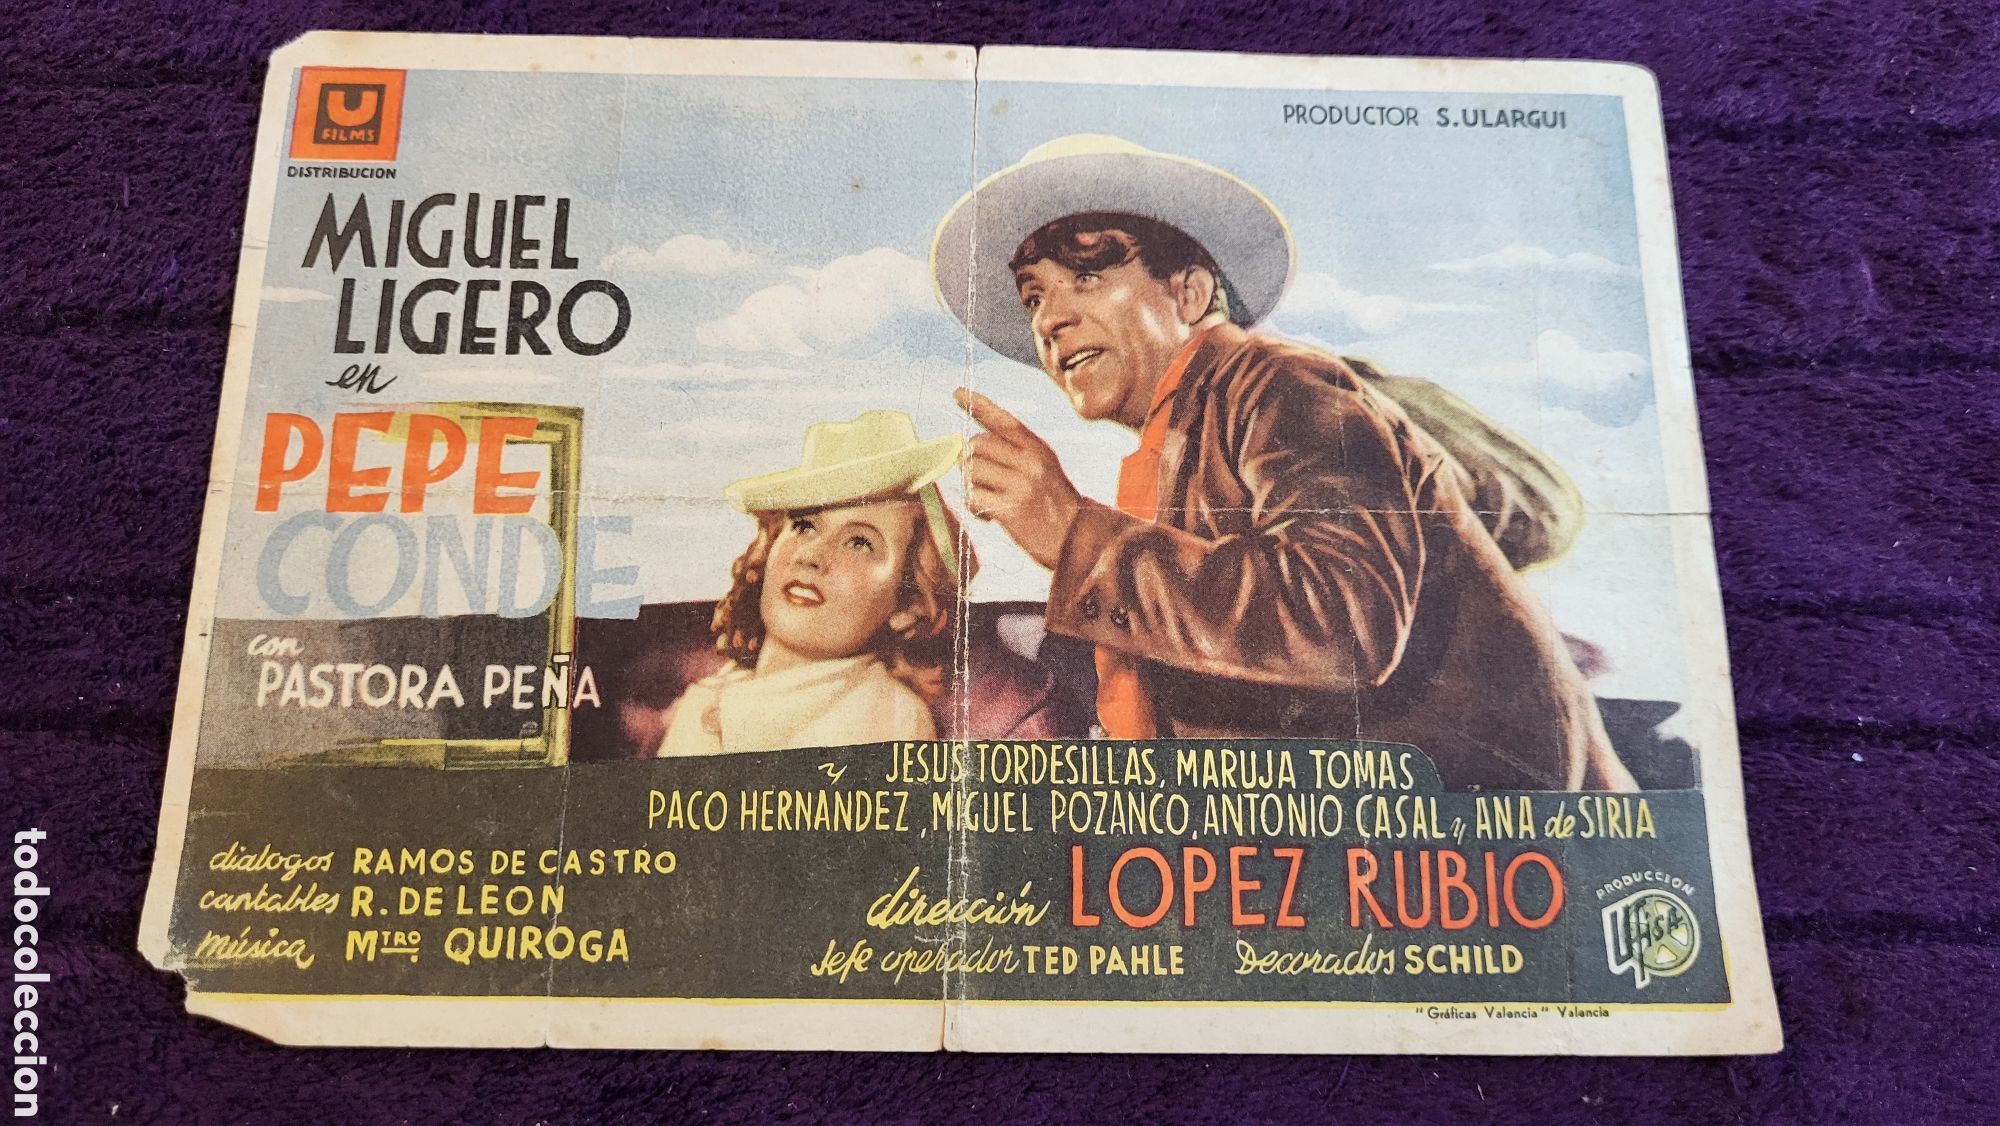 U
FILMS
DISTRIBUCION
PRODUCTOR S.ULARGUI
MIGUEL
LIGERO
en
PEPE
CONDE
con
PASTORA PEÑA
y JESUS TORDESILLAS, MARUJA TOMAS
PACO HERNANDEZ, MIGUEL POZANCO, ANTONIO CASAL y ANA de SIRIA
dialogos RAMOS DE CASTRO
cantables R. DE LEON
música MTRO. QUIROGA
dirección LOPEZ RUBIO
Jefe operador TED PAHLE Decorados SCHILD
PRODUCCION
UFISA
"Gráficas Valencia" Valencia
todocoleccion